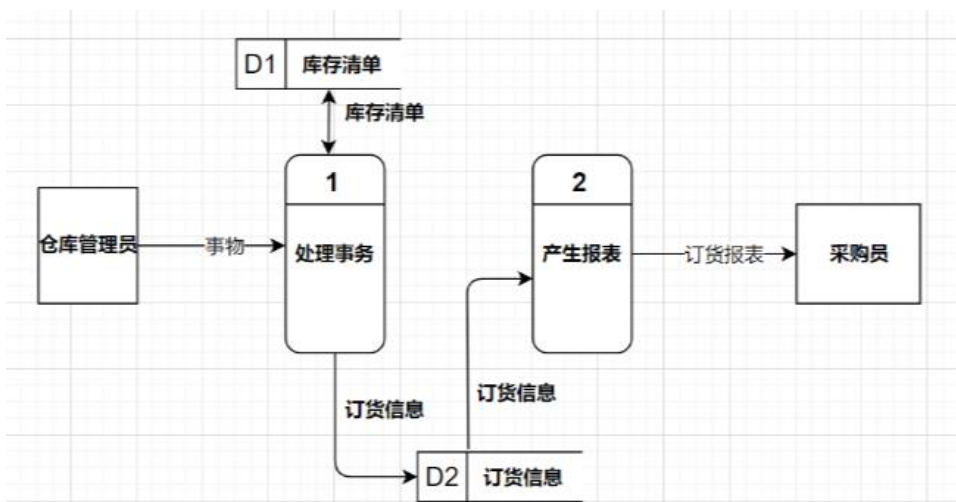 D1 库存清单
库存清单
1
2
仓库管理员
事物
处理事务
产生报表
订货报表
采购员
订货信息
订货信息
D2 订货信息